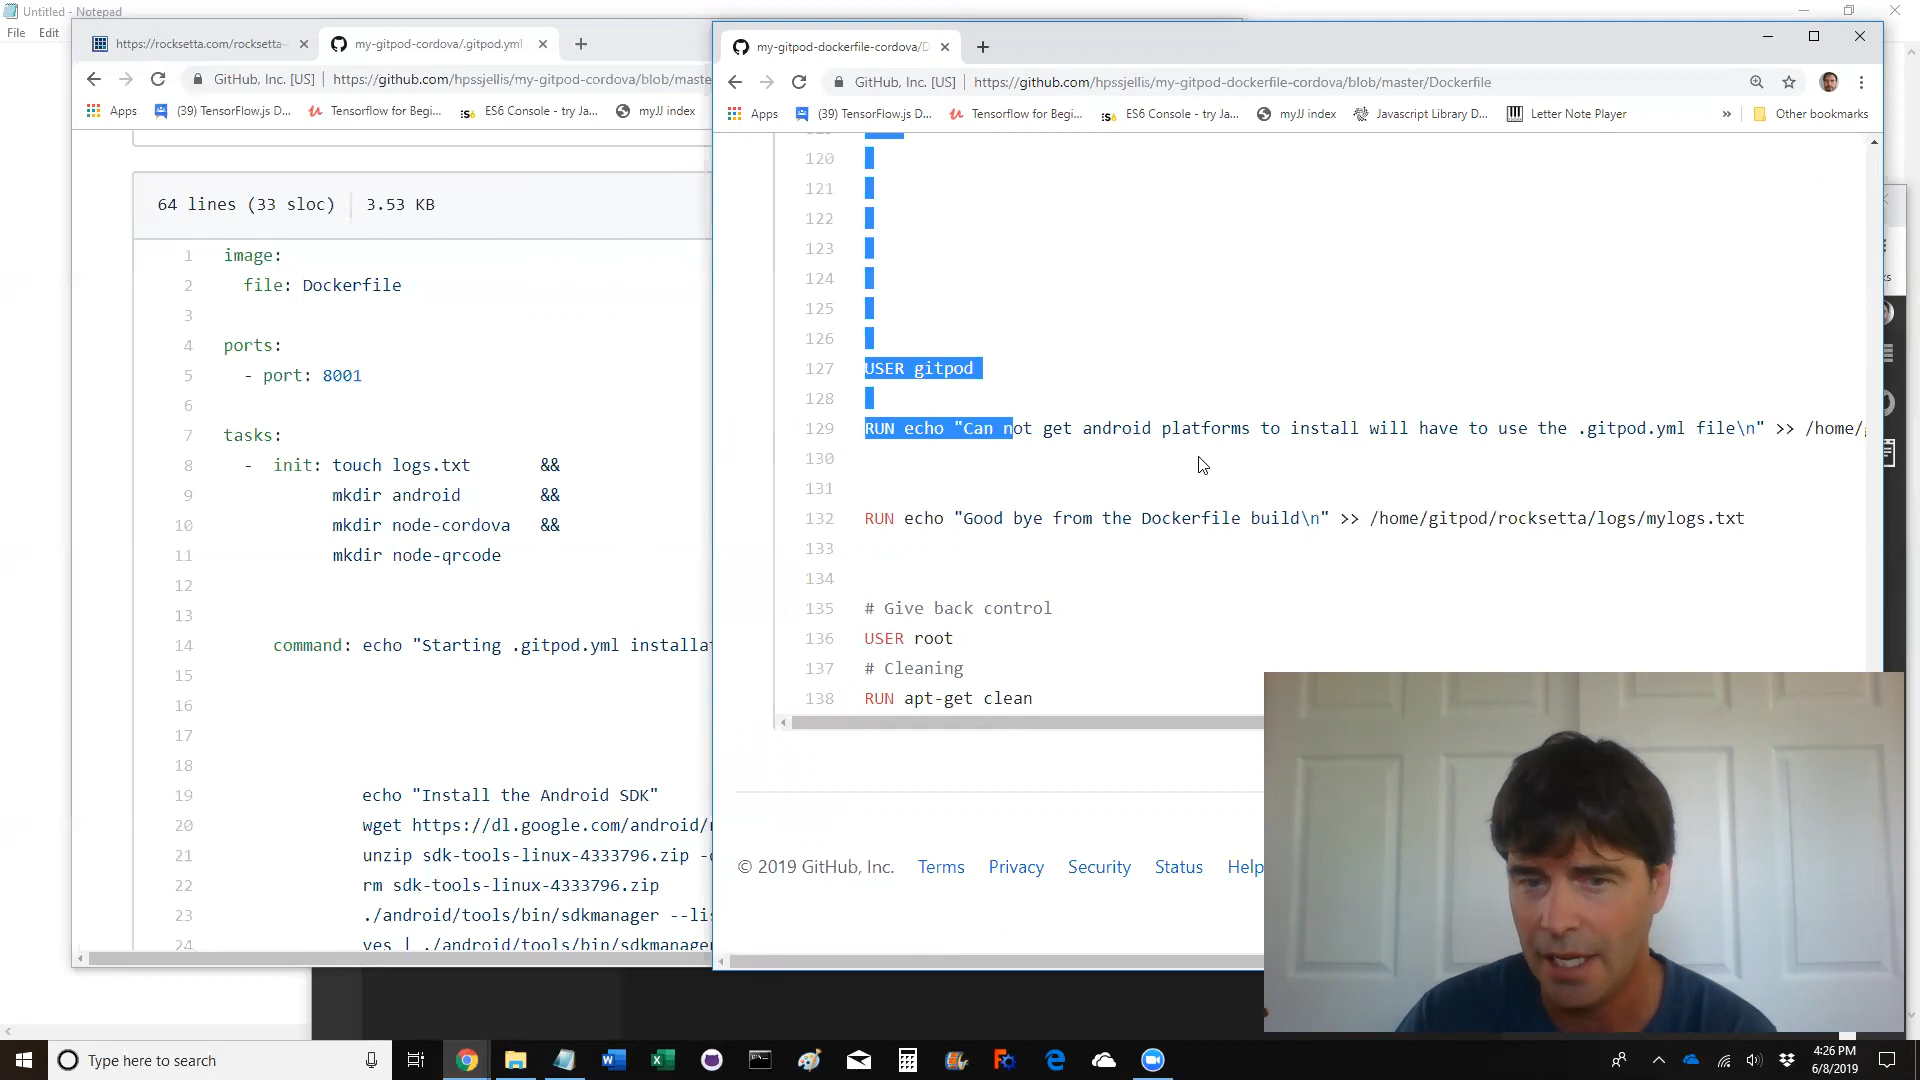 Untitled - Notepad
File Edit
https://rocksetta.com/rocksetta-
my-gitpod-cordova/.gitpod.yml
GitHub, Inc. [US] https://github.com/hpssjellis/my-gitpod-cordova/blob/maste
Apps (39) TensorFlow.js D... Tensorflow for Begi... ES6 Console - try Ja... myJJ index
64 lines (33 sloc) 3.53 KB
1 image:
2 file: Dockerfile
3
4 ports:
5 - port: 8001
6
7 tasks:
8 - init: touch logs.txt &&
9 mkdir android &&
10 mkdir node-cordova &&
11 mkdir node-qrcode
12
13
14 command: echo "Starting .gitpod.yml installat
15
16
17
18
19 echo "Install the Android SDK"
20 wget https://dl.google.com/android/
21 unzip sdk-tools-linux-4333796.zip -
22 rm sdk-tools-linux-4333796.zip
23 ./android/tools/bin/sdkmanager --lis
24 yes | ./android/tools/bin/sdkmanager
my-gitpod-dockerfile-cordova/D
GitHub, Inc. [US] https://github.com/hpssjellis/my-gitpod-dockerfile-cordova/blob/master/Dockerfile
Apps (39) TensorFlow.js D... Tensorflow for Begi... ES6 Console - try Ja... myJJ index Javascript Library D... Letter Note Player » Other bookmarks
120
121
122
123
124
125
126
127 USER gitpod
128
129 RUN echo "Can not get android platforms to install will have to use the .gitpod.yml file\n" >> /home/
130
131
132 RUN echo "Good bye from the Dockerfile build\n" >> /home/gitpod/rocksetta/logs/mylogs.txt
133
134
135 # Give back control
136 USER root
137 # Cleaning
138 RUN apt-get clean
© 2019 GitHub, Inc. Terms Privacy Security Status Help
Type here to search
4:26 PM
6/8/2019